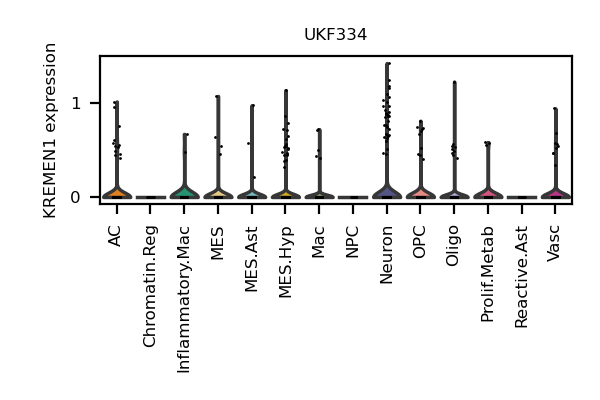 UKF334
KREMEN1 expression
1
0
AC
Chromatin.Reg
Inflammatory.Mac
MES
MES.Ast
MES.Hyp
Mac
NPC
Neuron
OPC
Oligo
Prolif.Metab
Reactive.Ast
Vasc